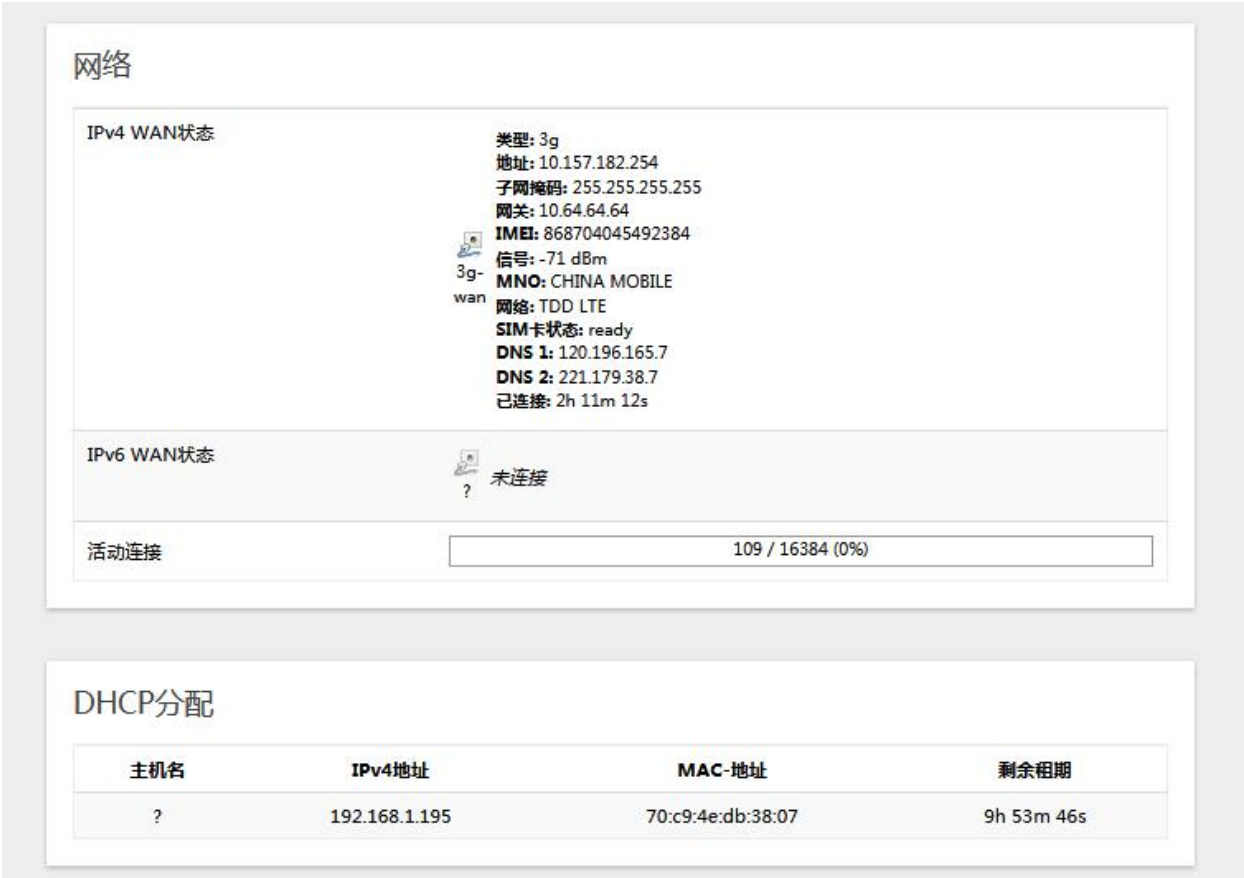 网络
IPv4 WAN状态
类型: 3g
地址: 10.157.182.254
子网掩码: 255.255.255.255
网关: 10.64.64.64
IMEI: 868704045492384
信号: -71 dBm
MNO: CHINA MOBILE
网络: TDD LTE
SIM卡状态: ready
DNS 1: 120.196.165.7
DNS 2: 221.179.38.7
已连接: 2h 11m 12s
3g-
wan
IPv6 WAN状态
?
未连接
活动连接
109 / 16384 (0%)
DHCP分配
主机名 IPv4地址 MAC-地址 剩余租期
? 192.168.1.195 70:c9:4e:db:38:07 9h 53m 46s